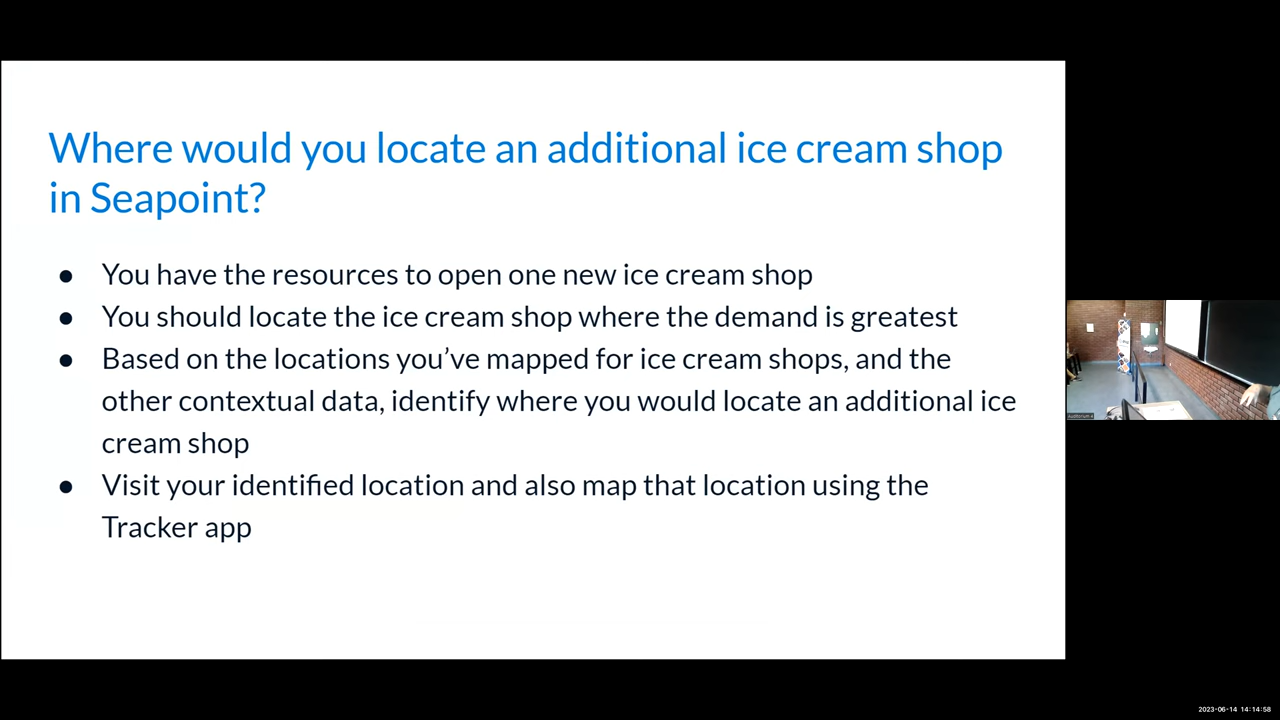 Where would you locate an additional ice cream shop
in Seapoint?
● You have the resources to open one new ice cream shop
● You should locate the ice cream shop where the demand is greatest
● Based on the locations you’ve mapped for ice cream shops, and the
other contextual data, identify where you would locate an additional ice
cream shop
● Visit your identified location and also map that location using the
Tracker app
2023-06-14 14:14:58